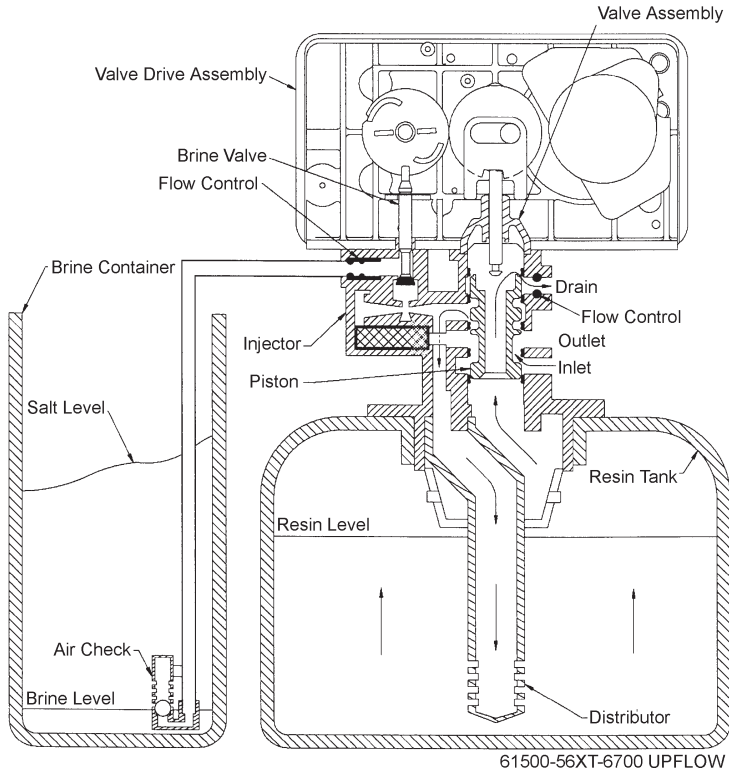 Valve Assembly
Valve Drive Assembly
Brine Valve
Flow Control
Brine Container
Drain
Flow Control
Injector
Outlet
Inlet
Piston
Salt Level
Resin Tank
Resin Level
Air Check
Brine Level
Distributor
61500-56XT-6700 UPFLOW